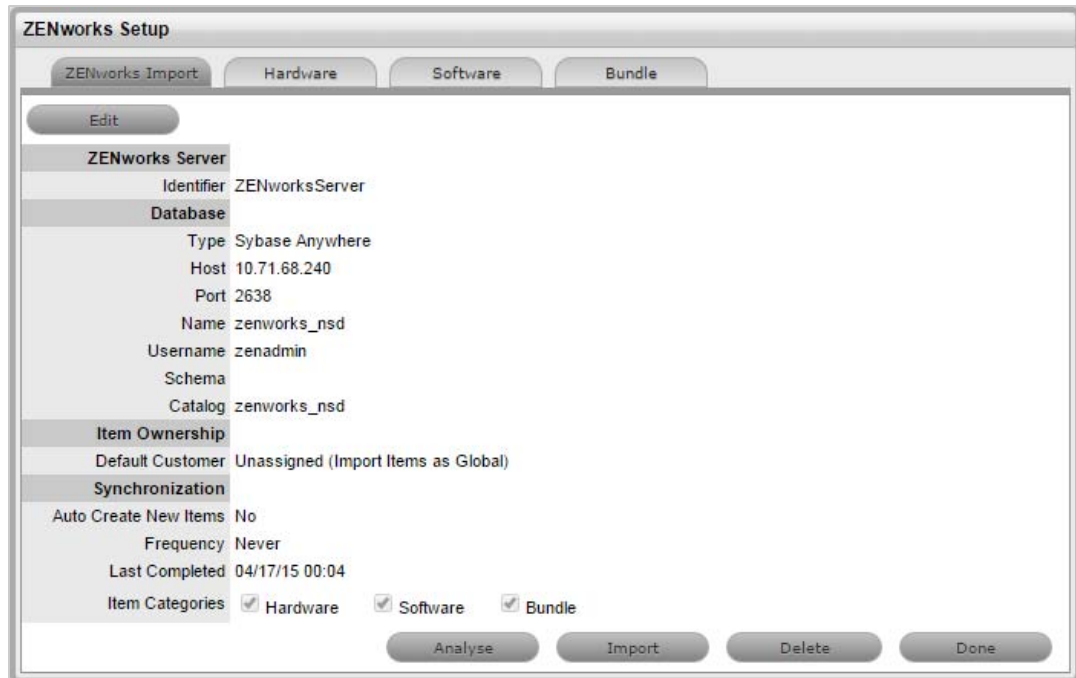 ZENworks Setup
ZENworks Import Hardware Software Bundle
Edit
ZENworks Server
Identifier ZENworksServer
Database
Type Sybase Anywhere
Host 10.71.68.240
Port 2638
Name zenworks_nsd
Username zenadmin
Schema
Catalog zenworks_nsd
Item Ownership
Default Customer Unassigned (Import Items as Global)
Synchronization
Auto Create New Items No
Frequency Never
Last Completed 04/17/15 00:04
Item Categories Hardware Software Bundle
Analyse Import Delete Done